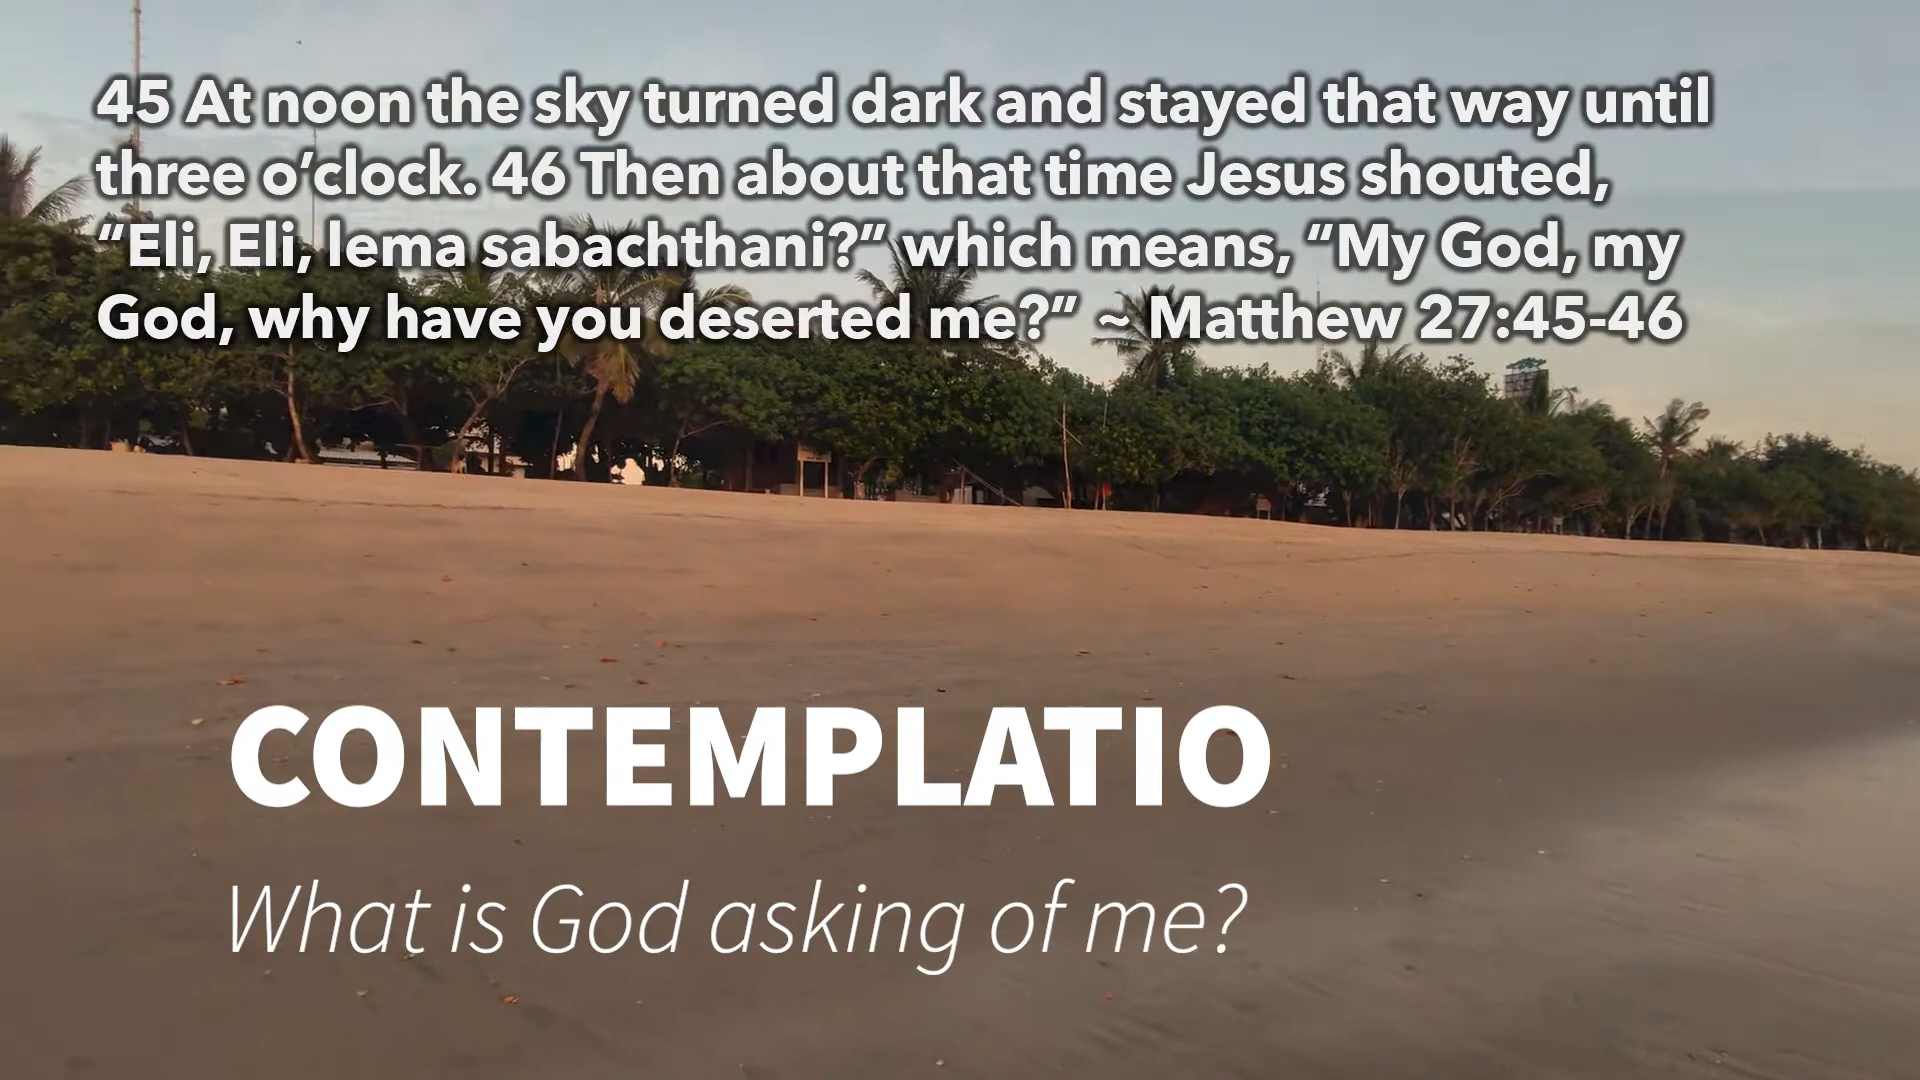 45 At noon the sky turned dark and stayed that way until
three o’clock. 46 Then about that time Jesus shouted,
“Eli, Eli, lema sabachthani?” which means, “My God, my
God, why have you deserted me?” ~ Matthew 27:45-46
CONTEMPLATIO
What is God asking of me?